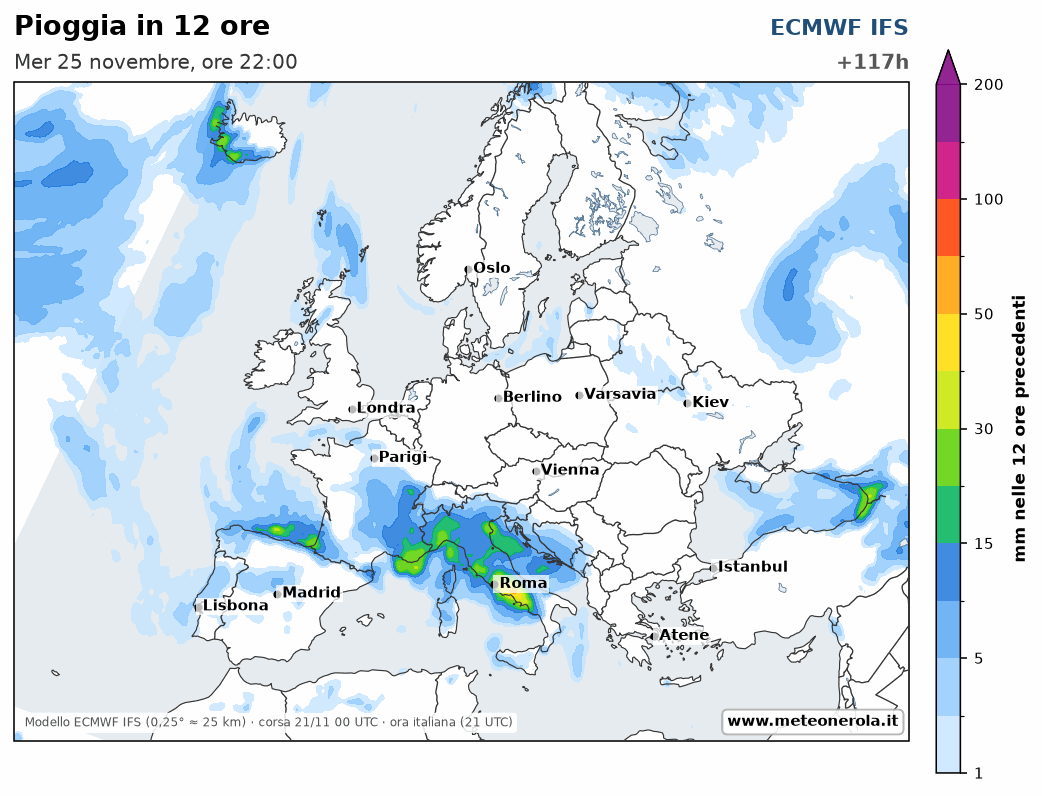 Pioggia in 12 ore
ECMWF IFS
Mer 25 novembre, ore 22:00
+117h
200
100
50
30
15
5
1
mm nelle 12 ore precedenti
Oslo
Berlino
Varsavia
Kiev
Londra
Parigi
Vienna
Istanbul
Roma
Madrid
Lisbona
Atene
Modello ECMWF IFS (0,25° ≈ 25 km) · corsa 21/11 00 UTC · ora italiana (21 UTC)
www.meteonerola.it